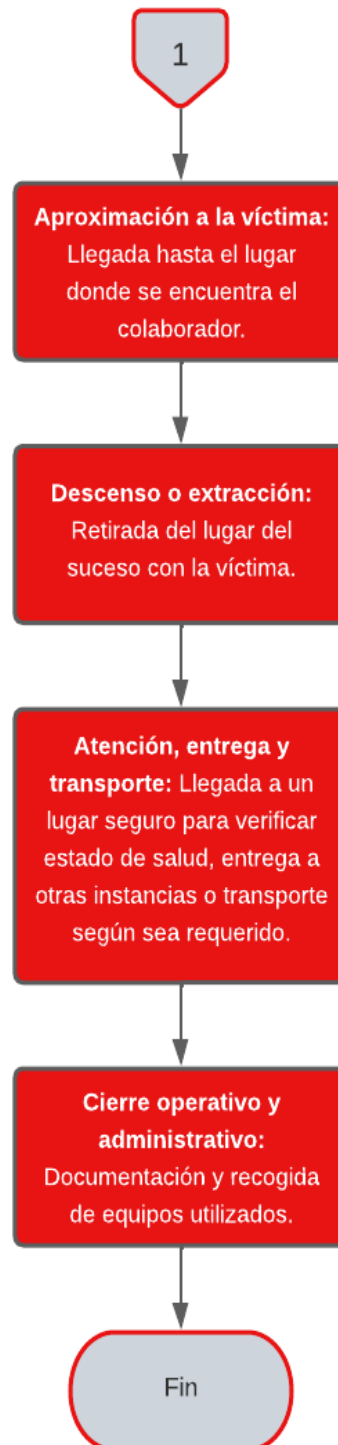 1
Aproximación a la víctima:
Llegada hasta el lugar
donde se encuentra el
colaborador.
Descenso o extracción:
Retirada del lugar del
suceso con la víctima.
Atención, entrega y
transporte: Llegada a un
lugar seguro para verificar
estado de salud, entrega a
otras instancias o transporte
según sea requerido.
Cierre operativo y
administrativo:
Documentación y recogida
de equipos utilizados.
Fin